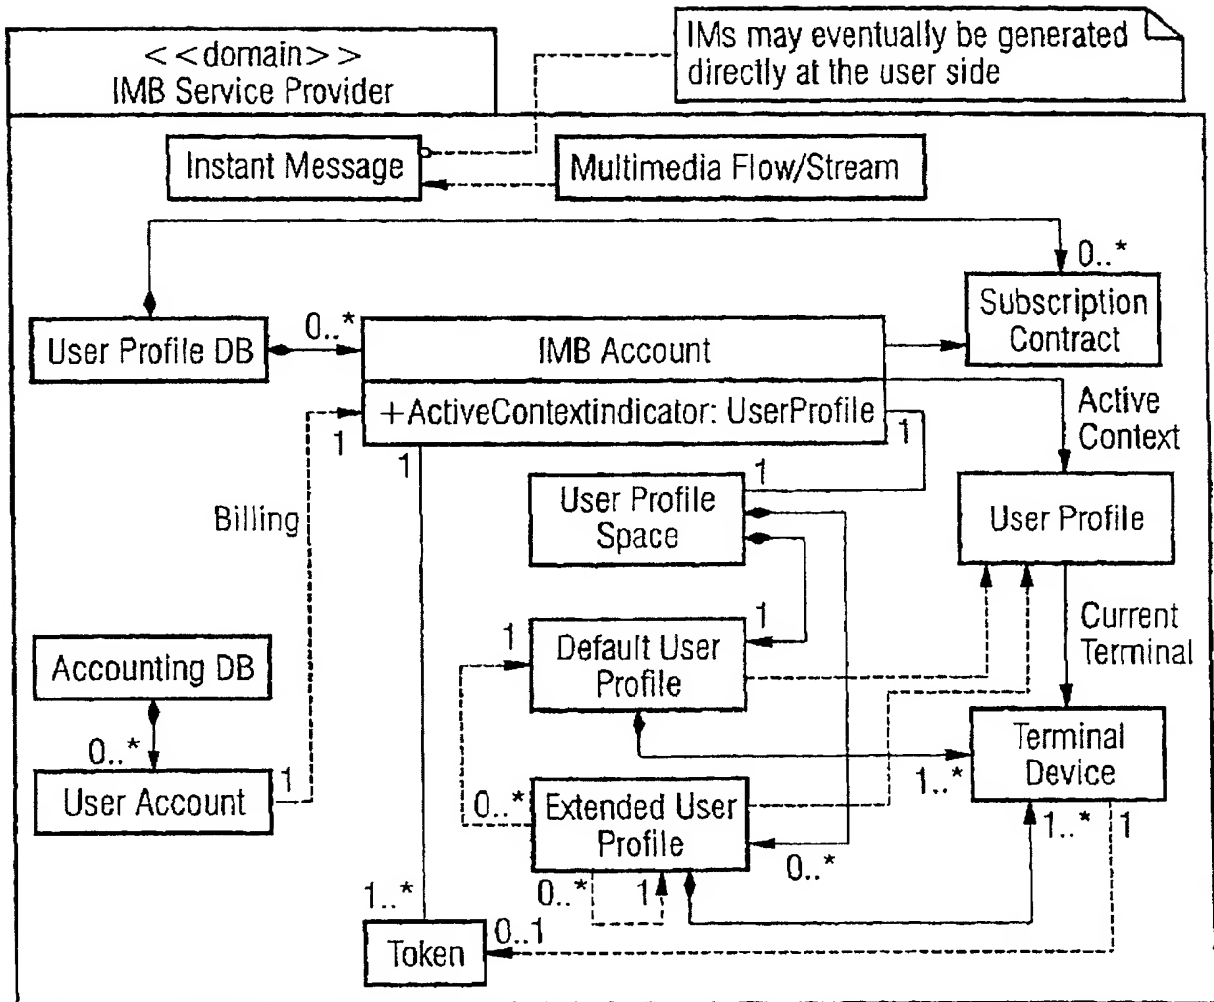 IMs may eventually be generated
directly at the user side
< <domain> >
IMB Service Provider
Instant Message
Multimedia Flow/Stream
0..*
Subscription
Contract
User Profile DB
0..*
IMB Account
+ActiveContextindicator: UserProfile
1
1
1
Active
Context
1
User Profile
Space
User Profile
Billing
1
1
Default User
Profile
Current
Terminal
Accounting DB
0..*
User Account
1
Terminal
Device
1..*
0..*
Extended User
Profile
1..*
1
0..*
0..*
1
1..*
Token
0..1